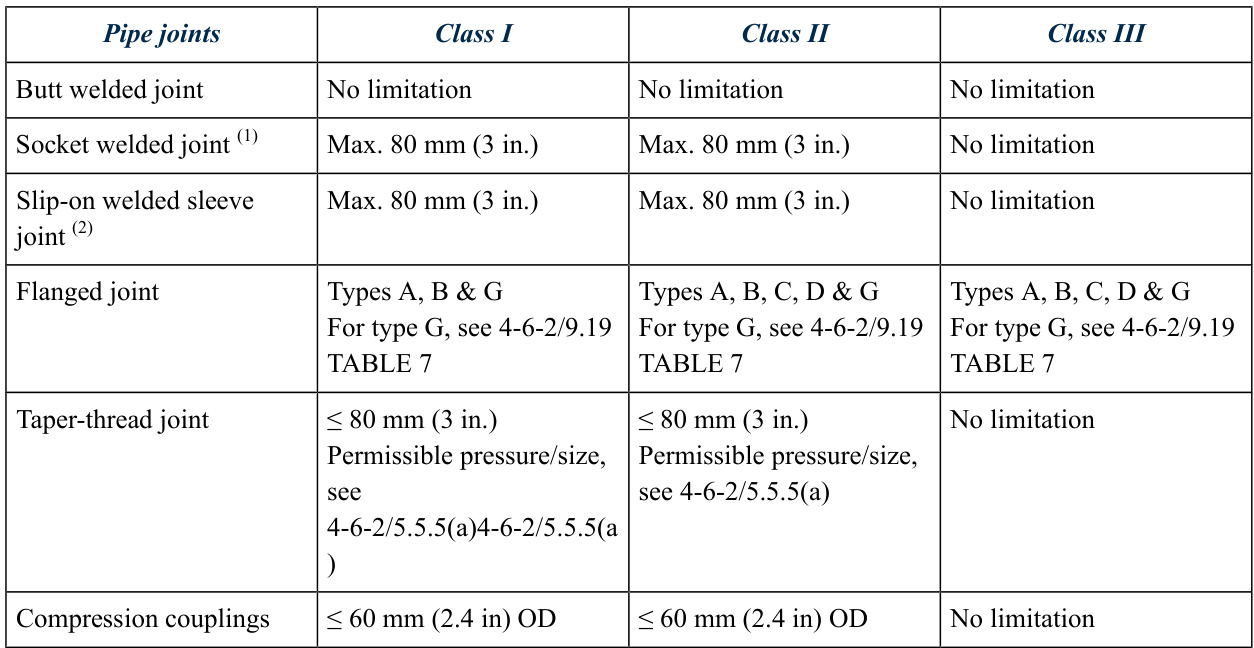 Pipe joints Class I Class II Class III
Butt welded joint No limitation No limitation No limitation
Socket welded joint (1) Max. 80 mm (3 in.) Max. 80 mm (3 in.) No limitation
Slip-on welded sleeve Max. 80 mm (3 in.) Max. 80 mm (3 in.) No limitation
joint (2)
Flanged joint Types A, B & G Types A, B, C, D & G Types A, B, C, D & G
For type G, see 4-6-2/9.19 For type G, see 4-6-2/9.19 For type G, see 4-6-2/9.19
TABLE 7 TABLE 7 TABLE 7
Taper-thread joint ≤ 80 mm (3 in.) ≤ 80 mm (3 in.) No limitation
Permissible pressure/size, Permissible pressure/size,
see see 4-6-2/5.5.5(a)
4-6-2/5.5.5(a)4-6-2/5.5.5(a
)
Compression couplings ≤ 60 mm (2.4 in) OD ≤ 60 mm (2.4 in) OD No limitation